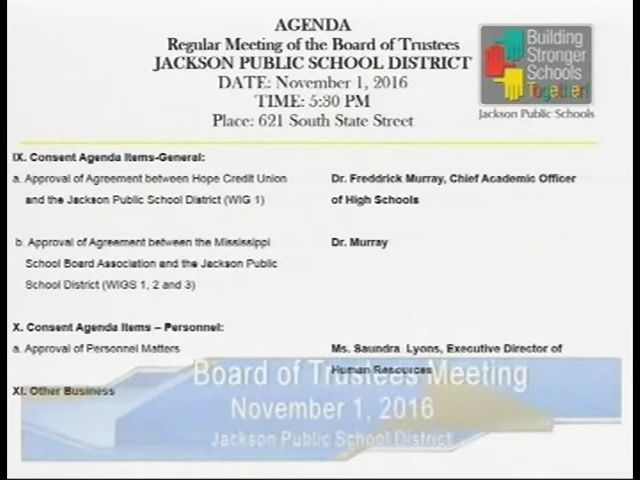 AGENDA
Regular Meeting of the Board of Trustees
JACKSON PUBLIC SCHOOL DISTRICT
DATE: November 1, 2016
TIME: 5:30 PM
Place: 621 South State Street
Building
Stronger
Schools
Together
Jackson Public Schools
IX. Consent Agenda Items-General:
a. Approval of Agreement between Hope Credit Union
and the Jackson Public School District (WIG 1)
Dr. Freddrick Murray, Chief Academic Officer
of High Schools
b. Approval of Agreement between the Mississippi
School Board Association and the Jackson Public
School District (WIGS 1, 2 and 3)
Dr. Murray
X. Consent Agenda Items – Personnel:
a. Approval of Personnel Matters
Ms. Saundra Lyons, Executive Director of
Human Resources
XI. Other Business
Board of Trustees Meeting
November 1, 2016
Jackson Public School District